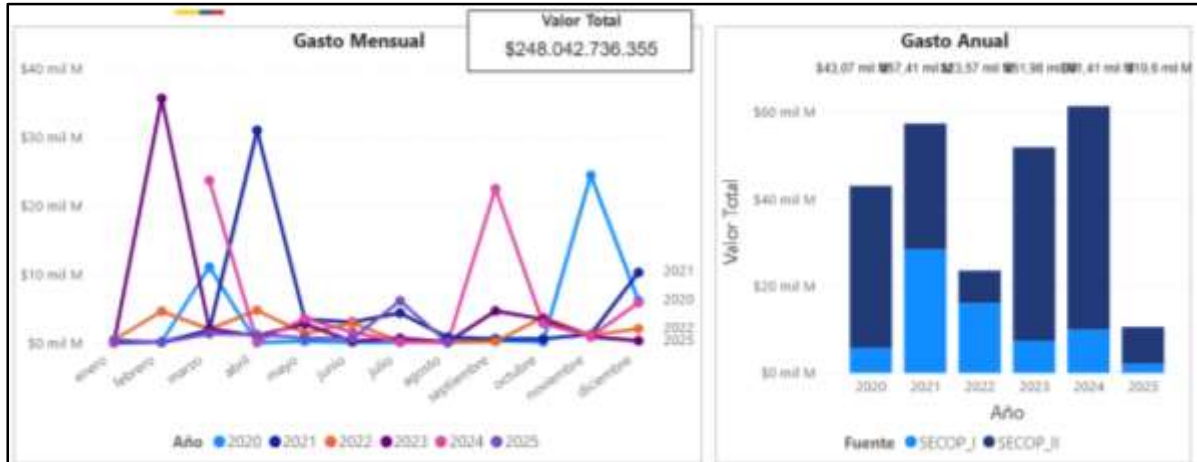 Gasto Mensual
Valor Total
$248.042.736.355
$40 mil M
$30 mil M
$20 mil M
$10 mil M
$0 mil M
2021
2020
2022
2025
enero febrero marzo abril mayo junio julio agosto septiembre octubre noviembre diciembre
Año 2020 2021 2022 2023 2024 2025
Gasto Anual
$43,07 mil
$60 mil M
$40 mil M
$20 mil M
$0 mil M
Valor Total
2020 2021 2022 2023 2024 2025
Año
Fuente SECOP_I SECOP_II